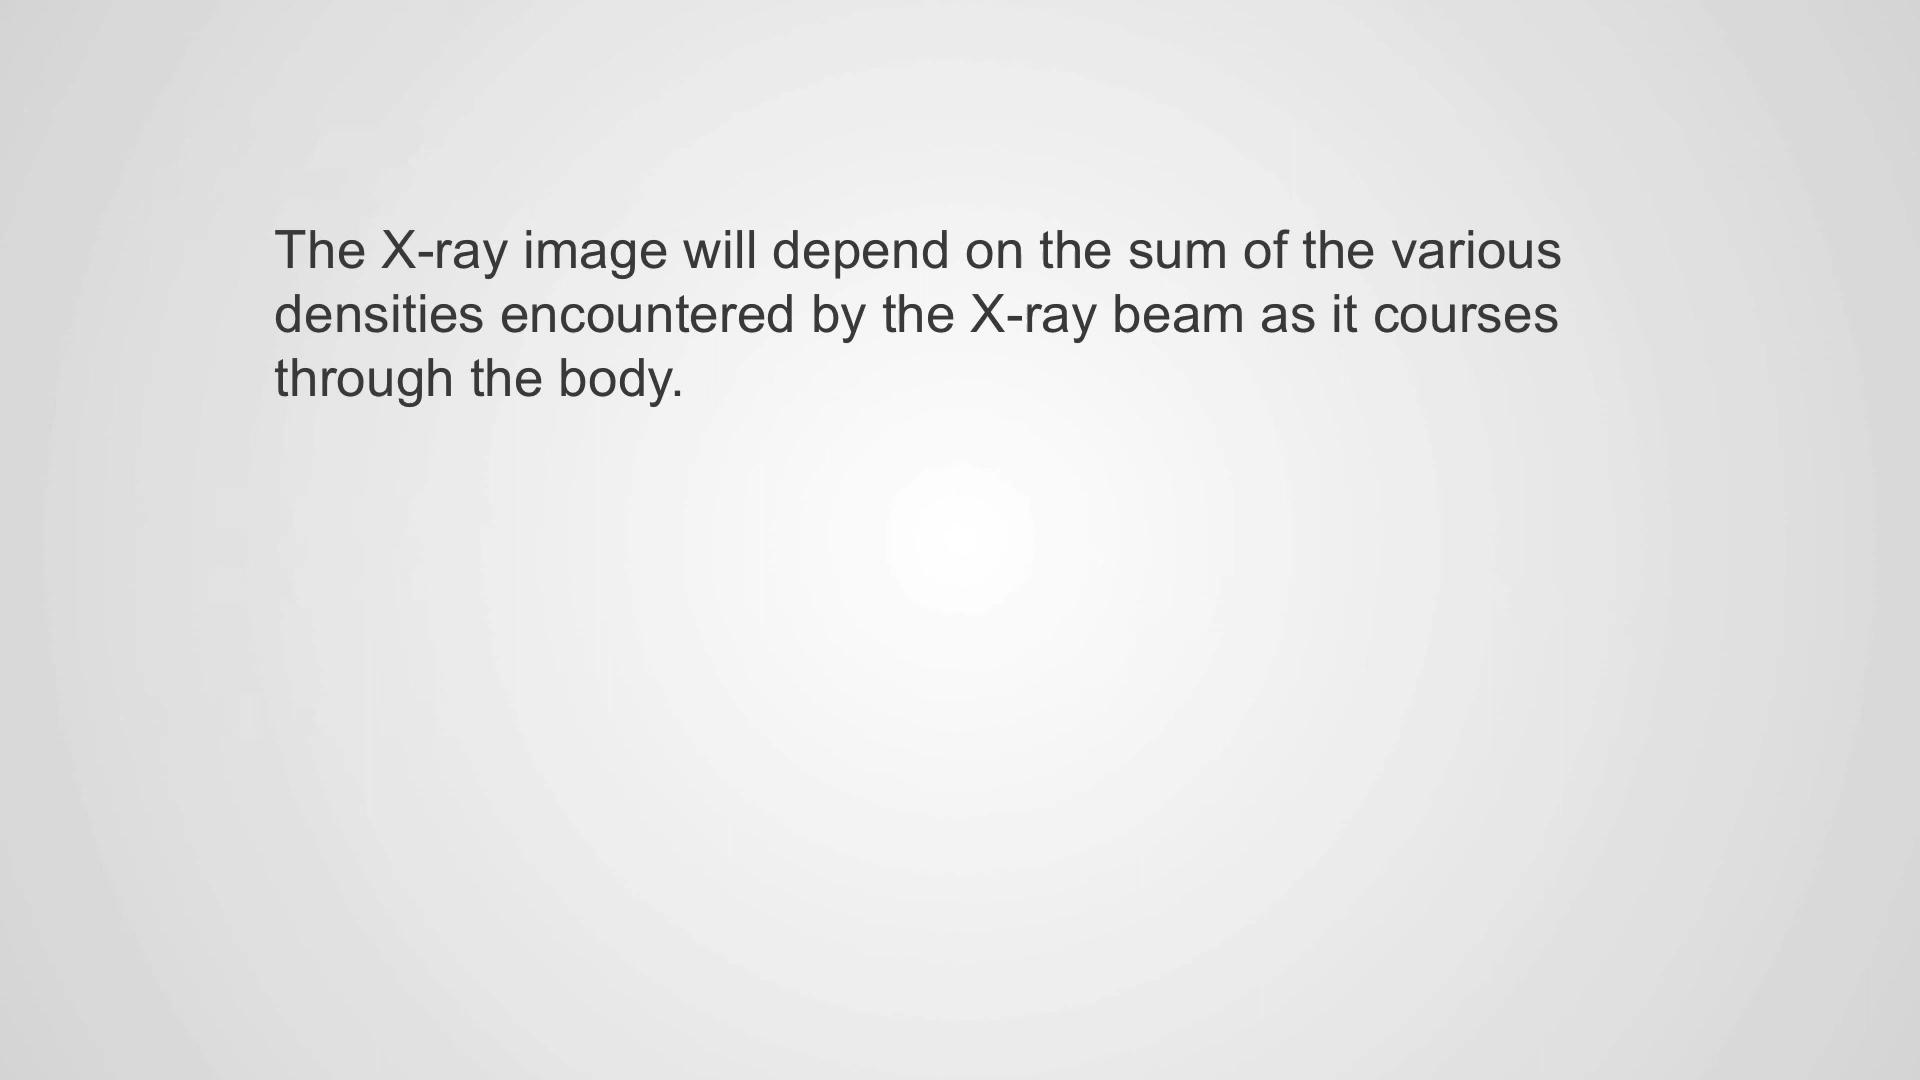 The X-ray image will depend on the sum of the various
densities encountered by the X-ray beam as it courses
through the body.